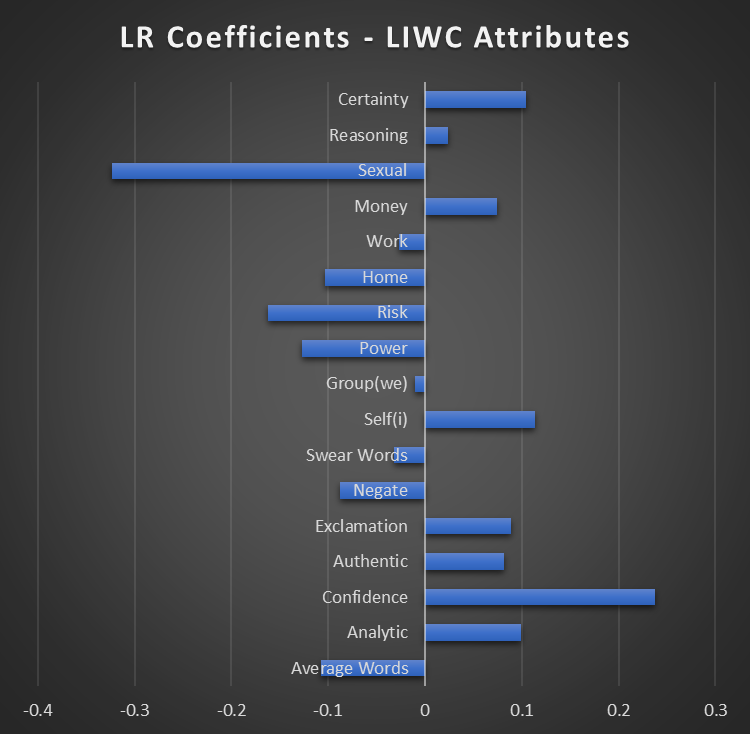 LR Coefficients - LIWC Attributes
Certainty
Reasoning
Sexual
Money
Work
Home
Risk
Power
Group(we)
Self(i)
Swear Words
Negate
Exclamation
Authentic
Confidence
Analytic
Average Words
-0.4 -0.3 -0.2 -0.1 0 0.1 0.2 0.3